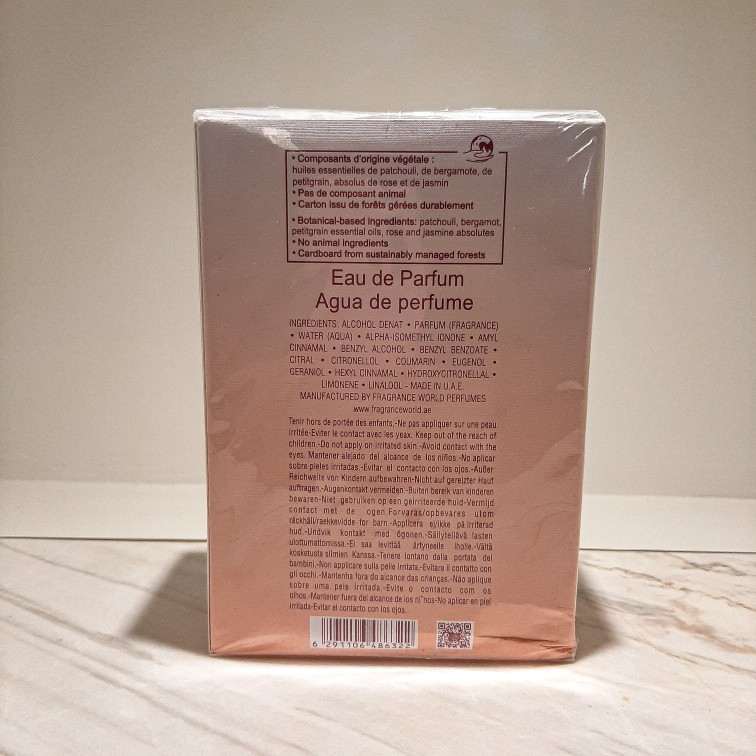 • Composants d'origine végétale :
huiles essentielles de patchouli, de bergamote, de
petitgrain, absolus de rose et de jasmin
• Pas de composant animal
• Carton issu de forêts gérées durablement
• Botanical-based ingredients: patchouli, bergamot,
petitgrain essential oils, rose and jasmine absolutes
• No animal ingredients
• Cardboard from sustainably managed forests
Eau de Parfum
Agua de perfume
INGREDIENTS: ALCOHOL DENAT • PARFUM (FRAGRANCE)
• WATER (AQUA) • ALPHA-ISOMETHYL IONONE • AMYL
CINNAMAL • BENZYL ALCOHOL • BENZYL BENZOATE •
CITRAL • CITRONELLOL • COUMARIN • EUGENOL •
GERANIOL • HEXYL CINNAMAL • HYDROXYCITRONELLAL •
LIMONENE • LINALOOL - MADE IN U.A.E.
MANUFACTURED BY FRAGRANCE WORLD PERFUMES
www.fragranceworld.ae
Tenir hors de portée des enfants.-Ne pas appliquer sur une peau
irritée-Eviter le contact avec les yeax. Keep out of the reach of
children.-Do not apply on irritated skin.-Avoid contact with the
eyes. Mantener alejado del alcance de los niños.-No aplicar
sobre pieles irritadas.-Evitar el contacto con los ojos.-Außer
Reichweite von Kindern aufbewahren-Nicht auf gereizter Hauf
auftragen.-Augenkontakt vermeiden.-Buiten bereik van kinderen
bewaren-Niet gebruiken op een geirriteerde huid-Vermijd
contact met de ogen.Forvaras/opbevares utom
räckhåll/raekkevidde for barn.-Applicera ej/ikke på irriterad
hud.-Undvik kontakt med ögonen.-Säilytelävä lasten
ulottumattomissa.-Ei saa levittää ärtyneelle iholle.-Vältä
kosketusta silmien Kanssa.-Tenere lontano dalla portata dei
bambini.-Non applicare sulla pelle irritata.-Evitare il contatto con
gli occhi.-Mantenha fora do alcance das crianças.-Não aplique
sobre uma pele irritada.-Evite o contacto com os
olhos.-Mantener fuera del alcance de los ni˜nos-No aplicar en piel
irritada-Evitar el contacto con los ojos.
6 291106 486322